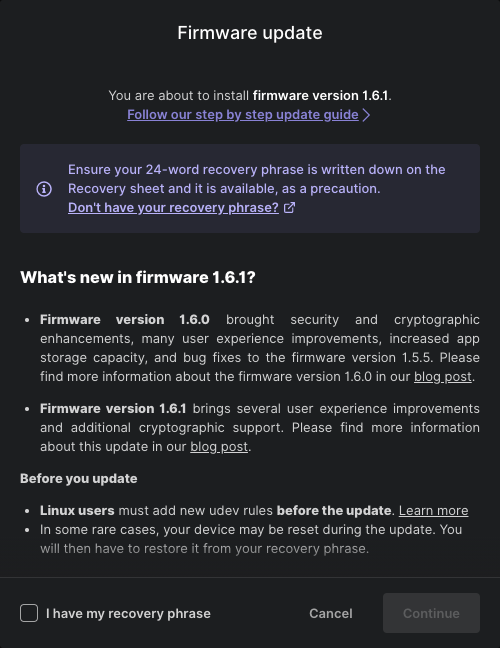 Firmware update
You are about to install firmware version 1.6.1.
Follow our step by step update guide
Ensure your 24-word recovery phrase is written down on the
Recovery sheet and it is available, as a precaution.
Don't have your recovery phrase?
What's new in firmware 1.6.1?
• Firmware version 1.6.0 brought security and cryptographic
enhancements, many user experience improvements, increased app
storage capacity, and bug fixes to the firmware version 1.5.5. Please
find more information about the firmware version 1.6.0 in our blog post.
• Firmware version 1.6.1 brings several user experience improvements
and additional cryptographic support. Please find more information
about this update in our blog post.
Before you update
• Linux users must add new udev rules before the update. Learn more
• In some rare cases, your device may be reset during the update. You
will then have to restore it from your recovery phrase.
I have my recovery phrase
Cancel
Continue